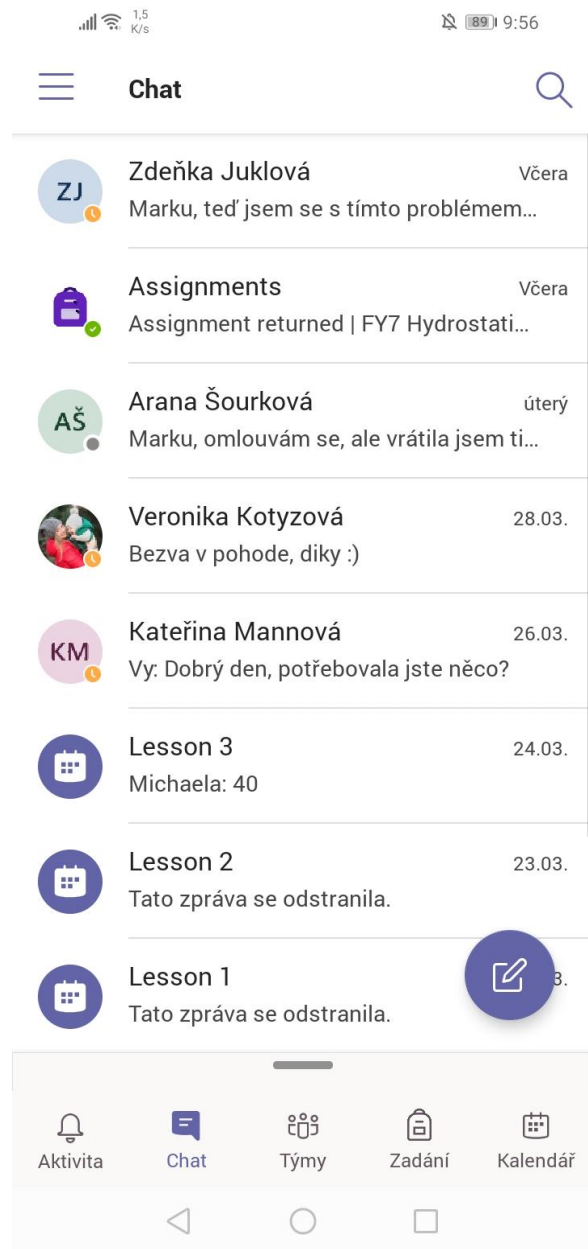 1,5
K/s
89 9:56
Chat
ZJ
Zdeňka Juklová Včera
Marku, teď jsem se s tímto problémem...
Assignments Včera
Assignment returned | FY7 Hydrostati...
AŠ
Arana Šourková úterý
Marku, omlouvám se, ale vrátila jsem ti...
Veronika Kotyzová 28.03.
Bezva v pohode, diky :)
KM
Kateřina Mannová 26.03.
Vy: Dobrý den, potřebovala jste něco?
Lesson 3 24.03.
Michaela: 40
Lesson 2 23.03.
Tato zpráva se odstranila.
Lesson 1 3.
Tato zpráva se odstranila.
Aktivita Chat Týmy Zadání Kalendář